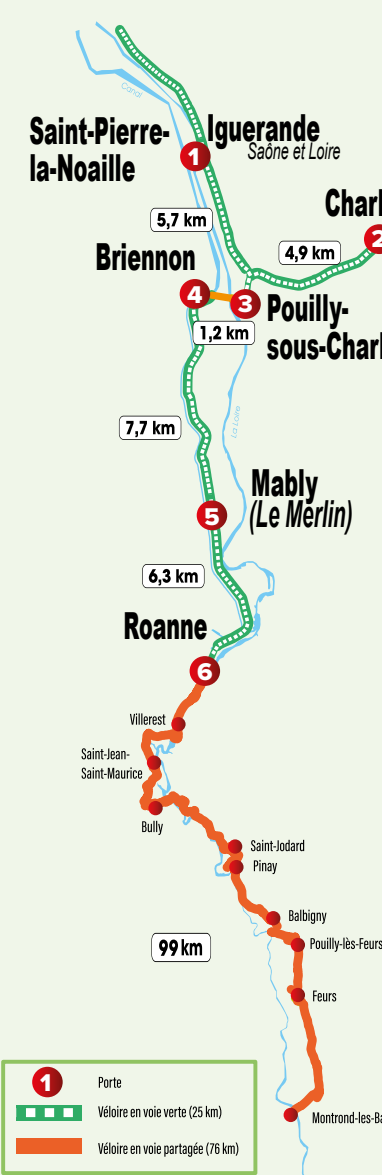 Canal
Saint-Pierre-
la-Noaille
Iguerande
Saône et Loire
1
5,7 km
Charl
2
4,9 km
Briennon
4
3
Pouilly-
sous-Charl
1,2 km
La Loire
7,7 km
Mably
(Le Merlin)
5
6,3 km
Roanne
6
Villerest
Saint-Jean-
Saint-Maurice
Bully
Saint-Jodard
Pinay
Balbigny
99 km
Pouilly-lès-Feurs
Feurs
Montrond-les-Ba
1 Porte
Véloire en voie verte (25 km)
Véloire en voie partagée (76 km)